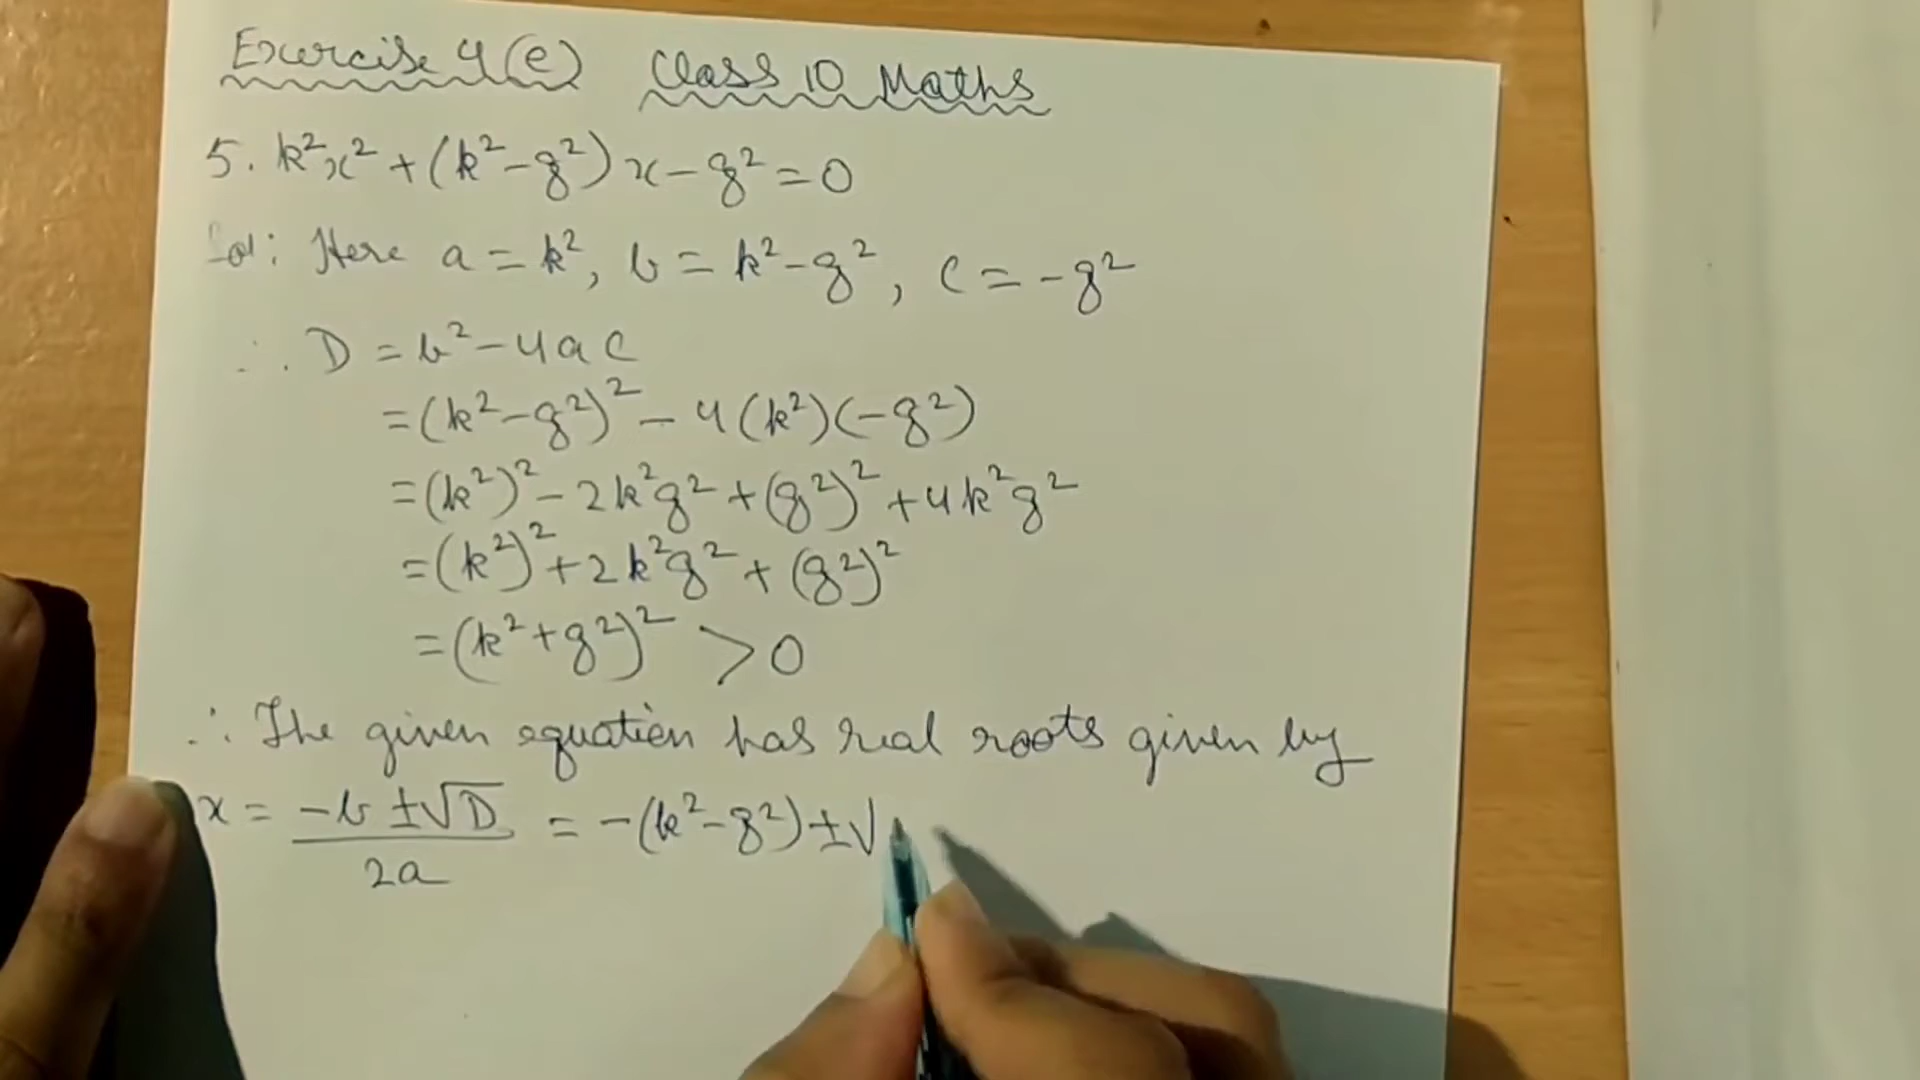 Exercise 4(e) Class 10 Maths
5. k²x² + (k² - g²) x - g² = 0
Sol: Here a = k², b = k² - g², c = -g²
∴ D = b² - 4ac
= (k² - g²)² - 4(k²)(-g²)
= (k²)² - 2k²g² + (g²)² + 4k²g²
= (k²)² + 2k²g² + (g²)²
= (k² + g²)² > 0
∴ The given equation has real roots given by
x = (-b ± √D)/2a = -(k² - g²) ± √